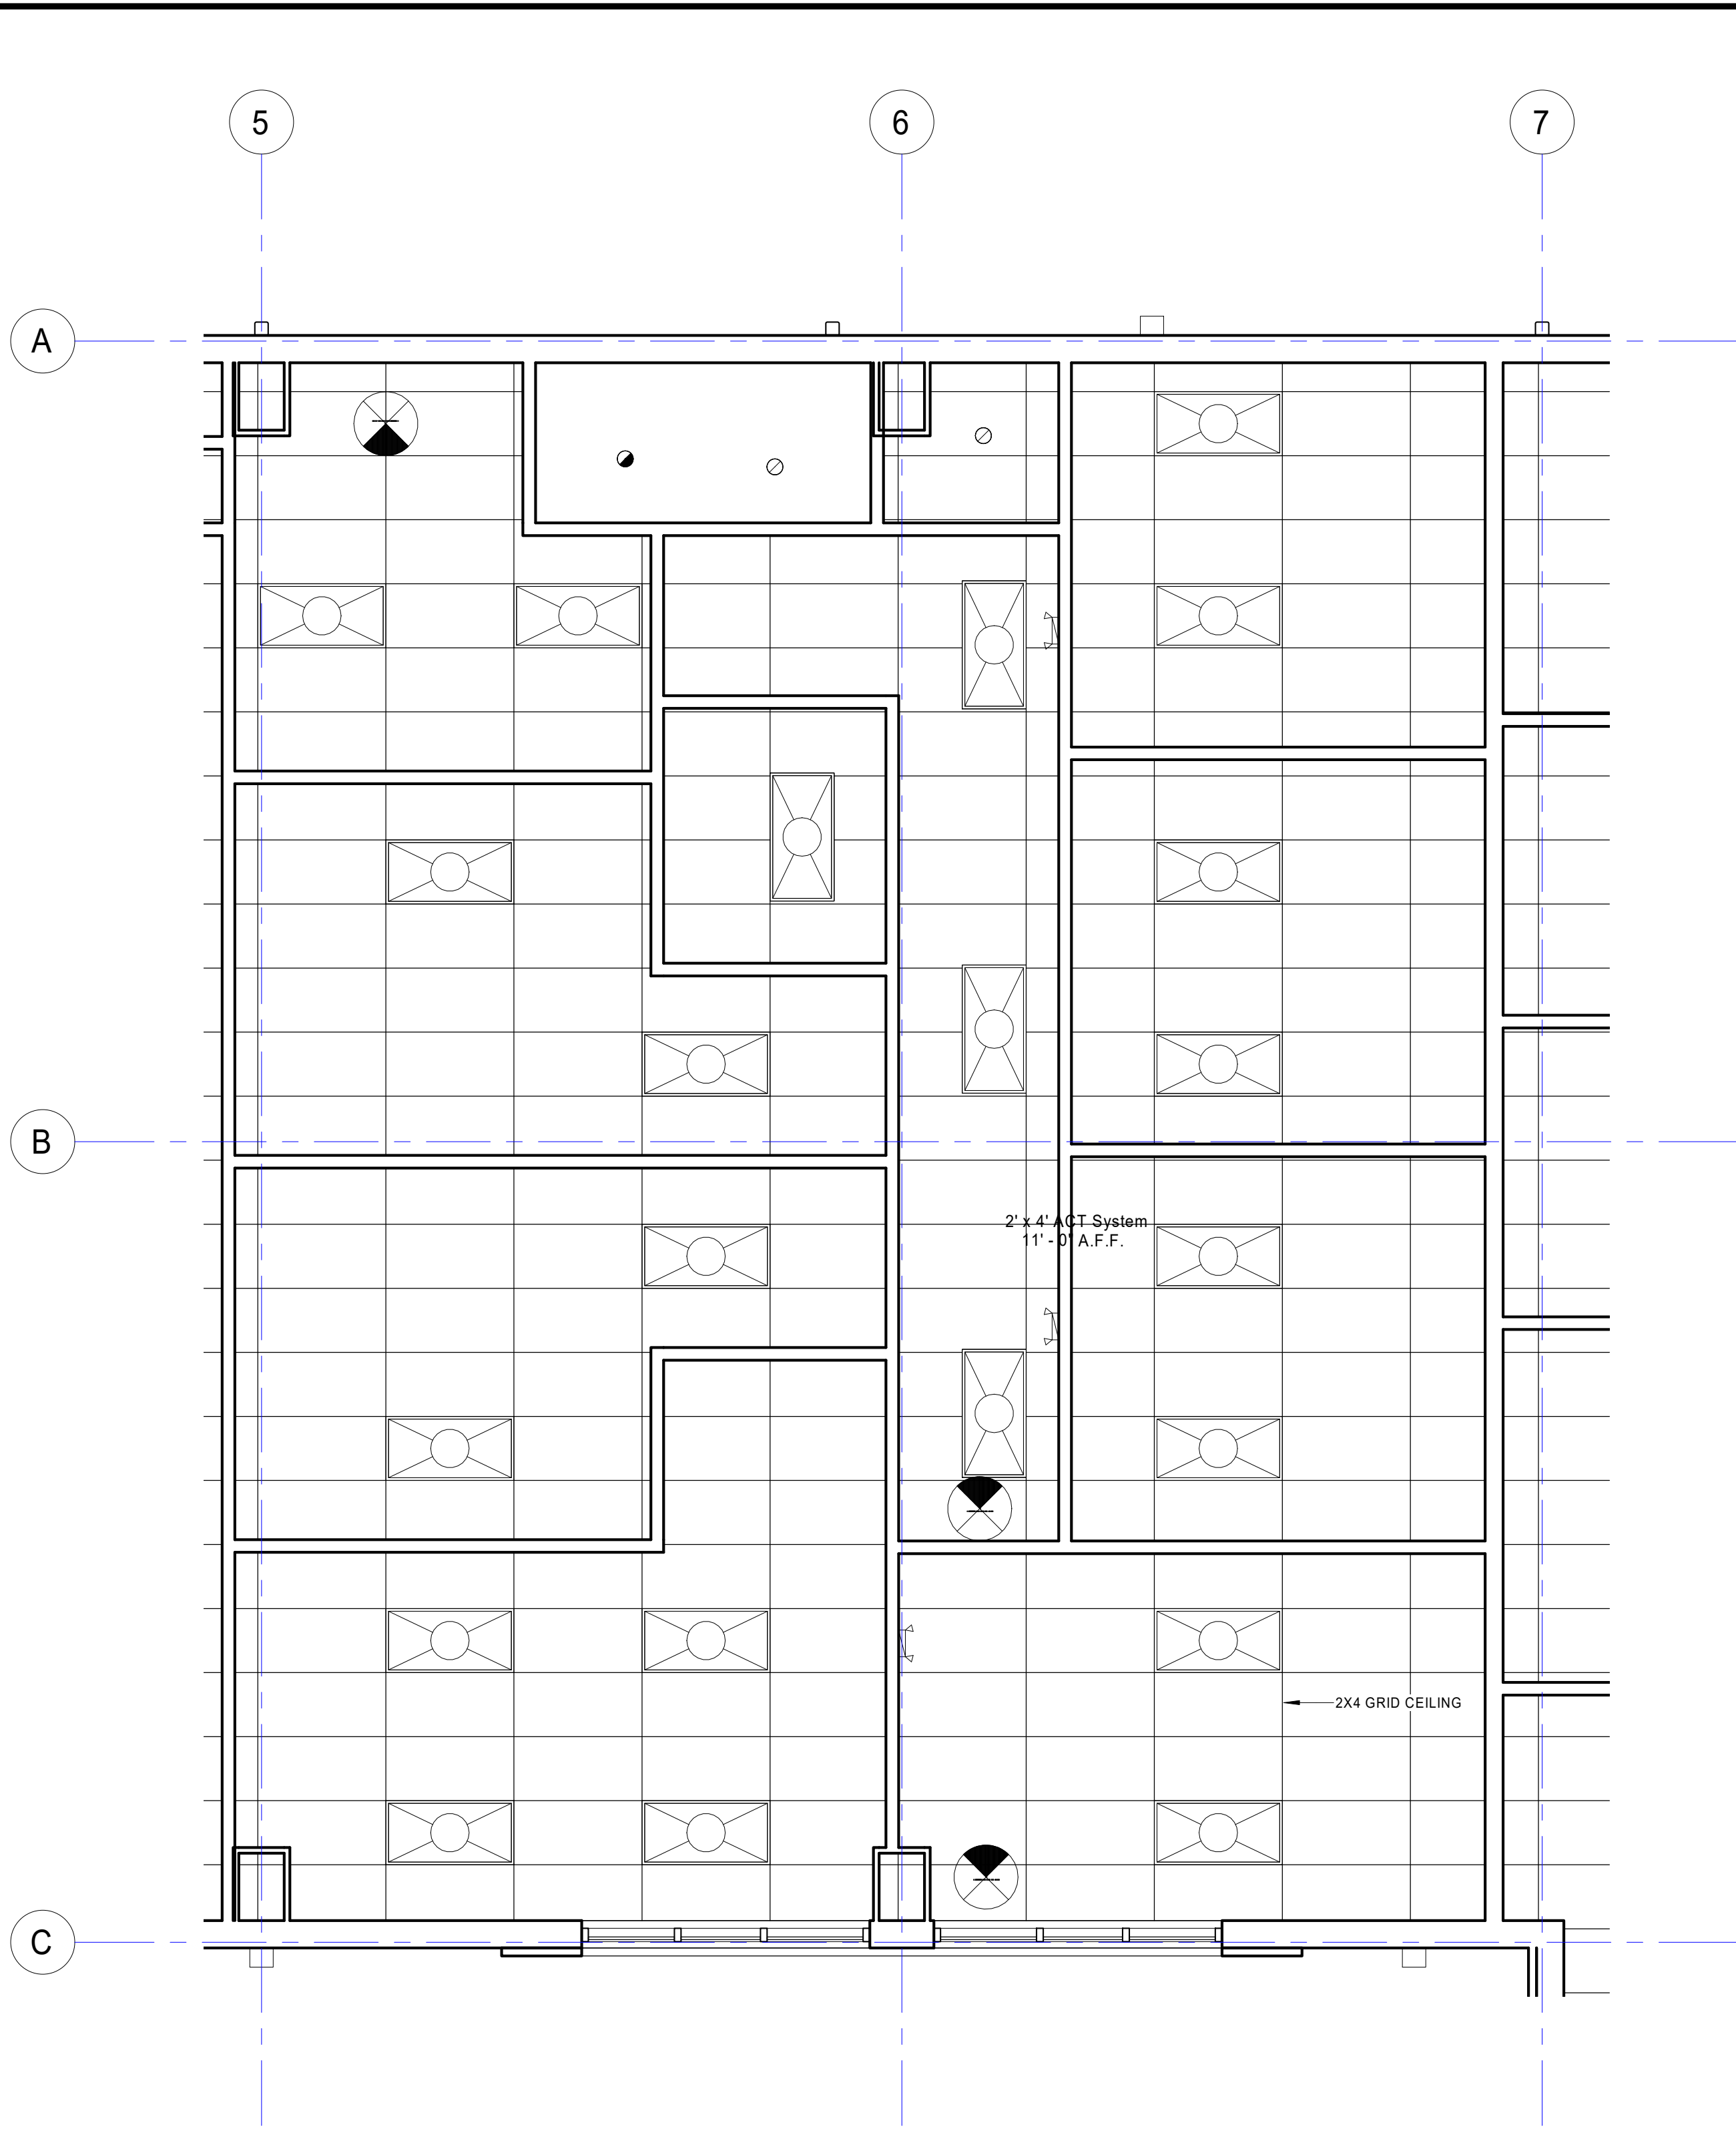 5
6
7
A
B
2' x 4' ACT System
11' - 0" A.F.F.
2X4 GRID CEILING
C